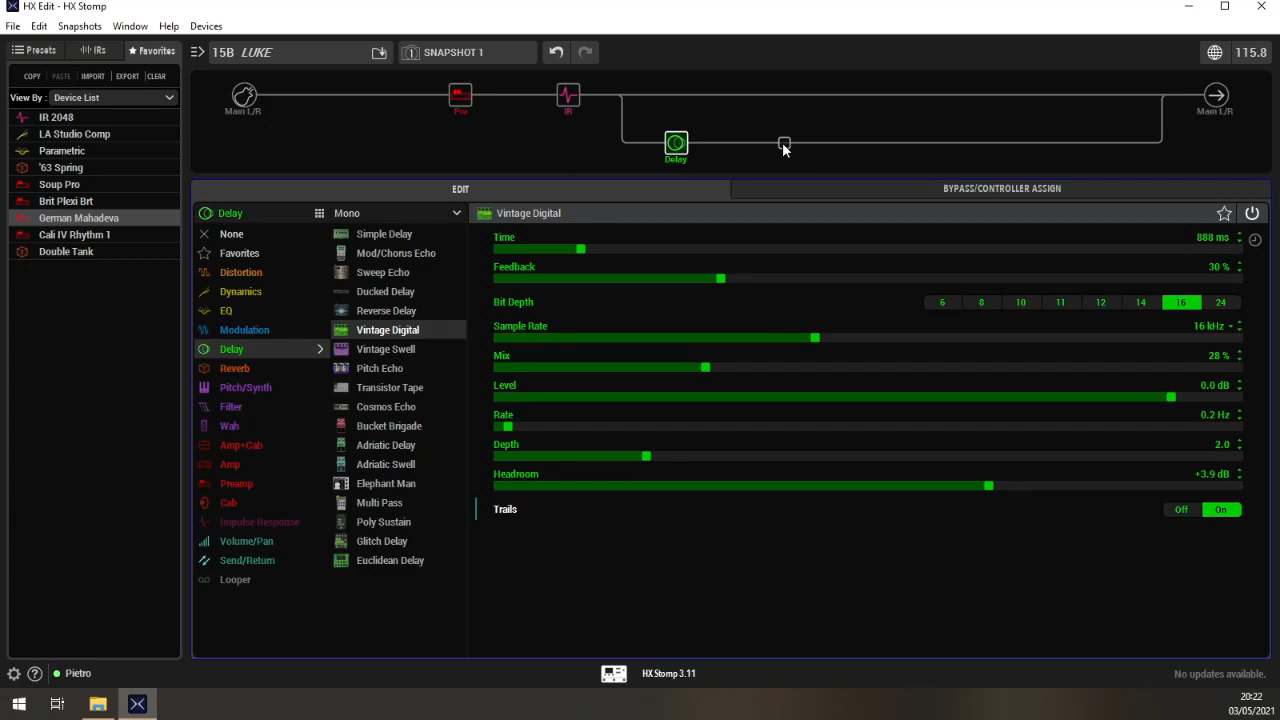 HX Edit - HX Stomp
File Edit Snapshots Window Help Devices
Presets IRs Favorites
15B LUKE
SNAPSHOT 1
115.8
COPY PASTE IMPORT EXPORT CLEAR
View By: Device List
IR 2048
LA Studio Comp
Parametric
'63 Spring
Soup Pro
Brit Plexi Brt
German Mahadeva
Cali IV Rhythm 1
Double Tank
Main L/R
Pre
IR
Main L/R
Delay
EDIT
BYPASS/CONTROLLER ASSIGN
Delay
Mono
None
Favorites
Distortion
Dynamics
EQ
Modulation
Delay
Reverb
Pitch/Synth
Filter
Wah
Amp+Cab
Amp
Preamp
Cab
Impulse Response
Volume/Pan
Send/Return
Looper
Simple Delay
Mod/Chorus Echo
Sweep Echo
Ducked Delay
Reverse Delay
Vintage Digital
Vintage Swell
Pitch Echo
Transistor Tape
Cosmos Echo
Bucket Brigade
Adriatic Delay
Adriatic Swell
Elephant Man
Multi Pass
Poly Sustain
Glitch Delay
Euclidean Delay
Vintage Digital
Time 888 ms
Feedback 30 %
Bit Depth 6 8 10 11 12 14 16 24
Sample Rate 16 kHz
Mix 28 %
Level 0.0 dB
Rate 0.2 Hz
Depth 2.0
Headroom +3.9 dB
Trails Off On
Pietro
HX Stomp 3.11
No updates available.
20:22
03/05/2021